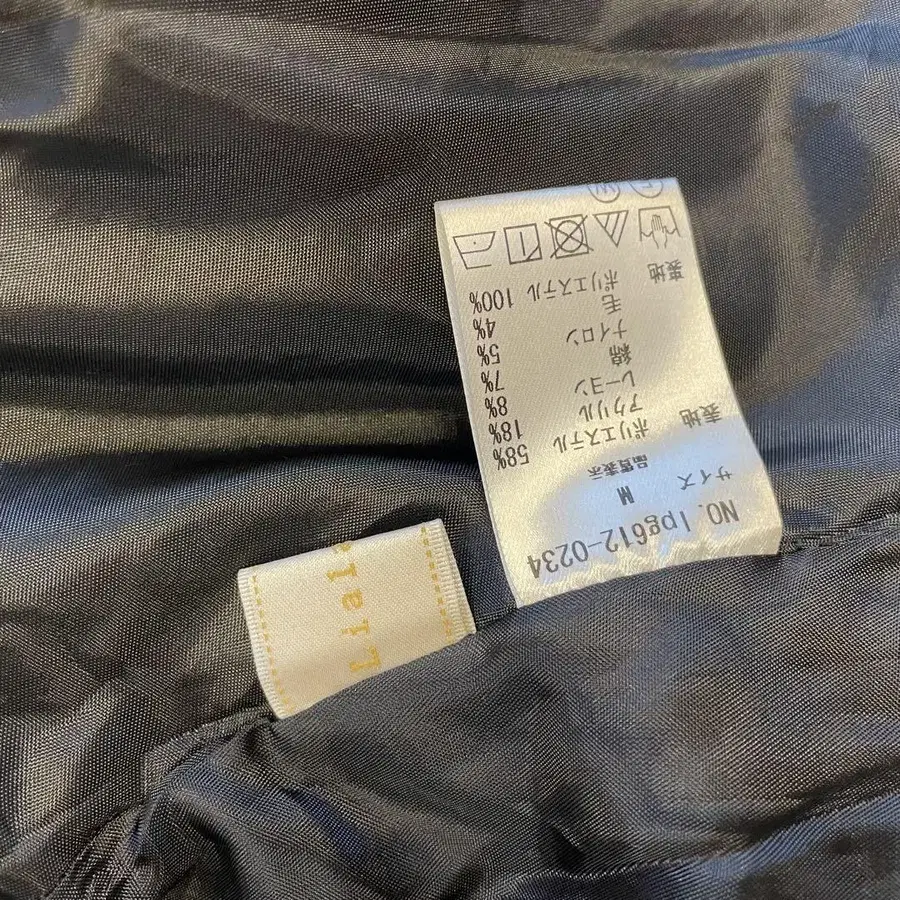 NO. lpg612-0234
サイズ M
品質表示
表地 ポリエステル 58%
アクリル 18%
レーヨン 8%
綿 7%
ナイロン 5%
毛 4%
裏地 ポリエステル 100%
Lial